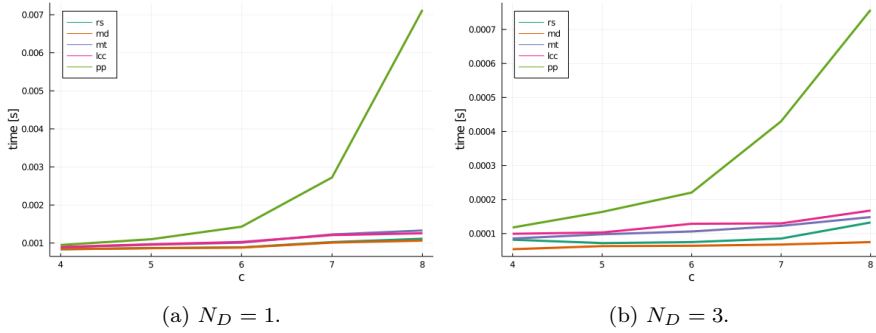 0.007
0.006
0.005
0.004
0.003
0.002
0.001
time [s]
rs
md
mt
lcc
pp
4
5
6
7
8
c
(a) N_D = 1.
0.0007
0.0006
0.0005
0.0004
0.0003
0.0002
0.0001
time [s]
rs
md
mt
lcc
pp
4
5
6
7
8
c
(b) N_D = 3.